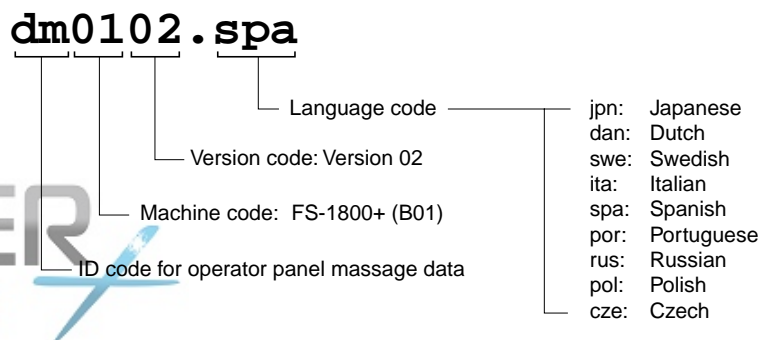 dm0102.spa
Language code
jpn: Japanese
dan: Dutch
swe: Swedish
ita: Italian
spa: Spanish
por: Portuguese
rus: Russian
pol: Polish
cze: Czech
Version code: Version 02
Machine code: FS-1800+ (B01)
ID code for operator panel massage data
ER